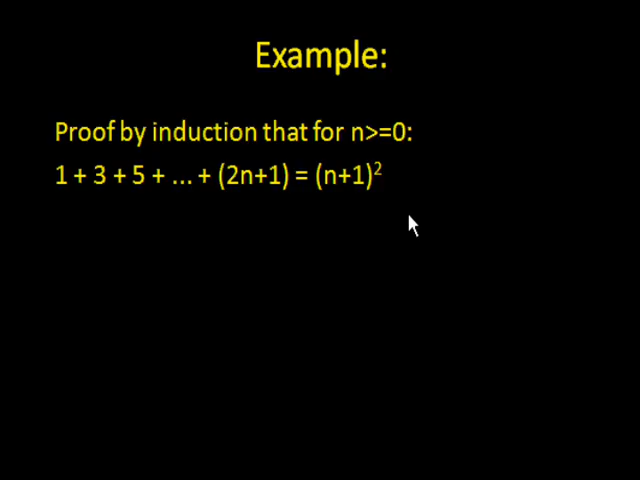 Example:
Proof by induction that for n>=0:
1 + 3 + 5 + ... + (2n+1) = (n+1)²